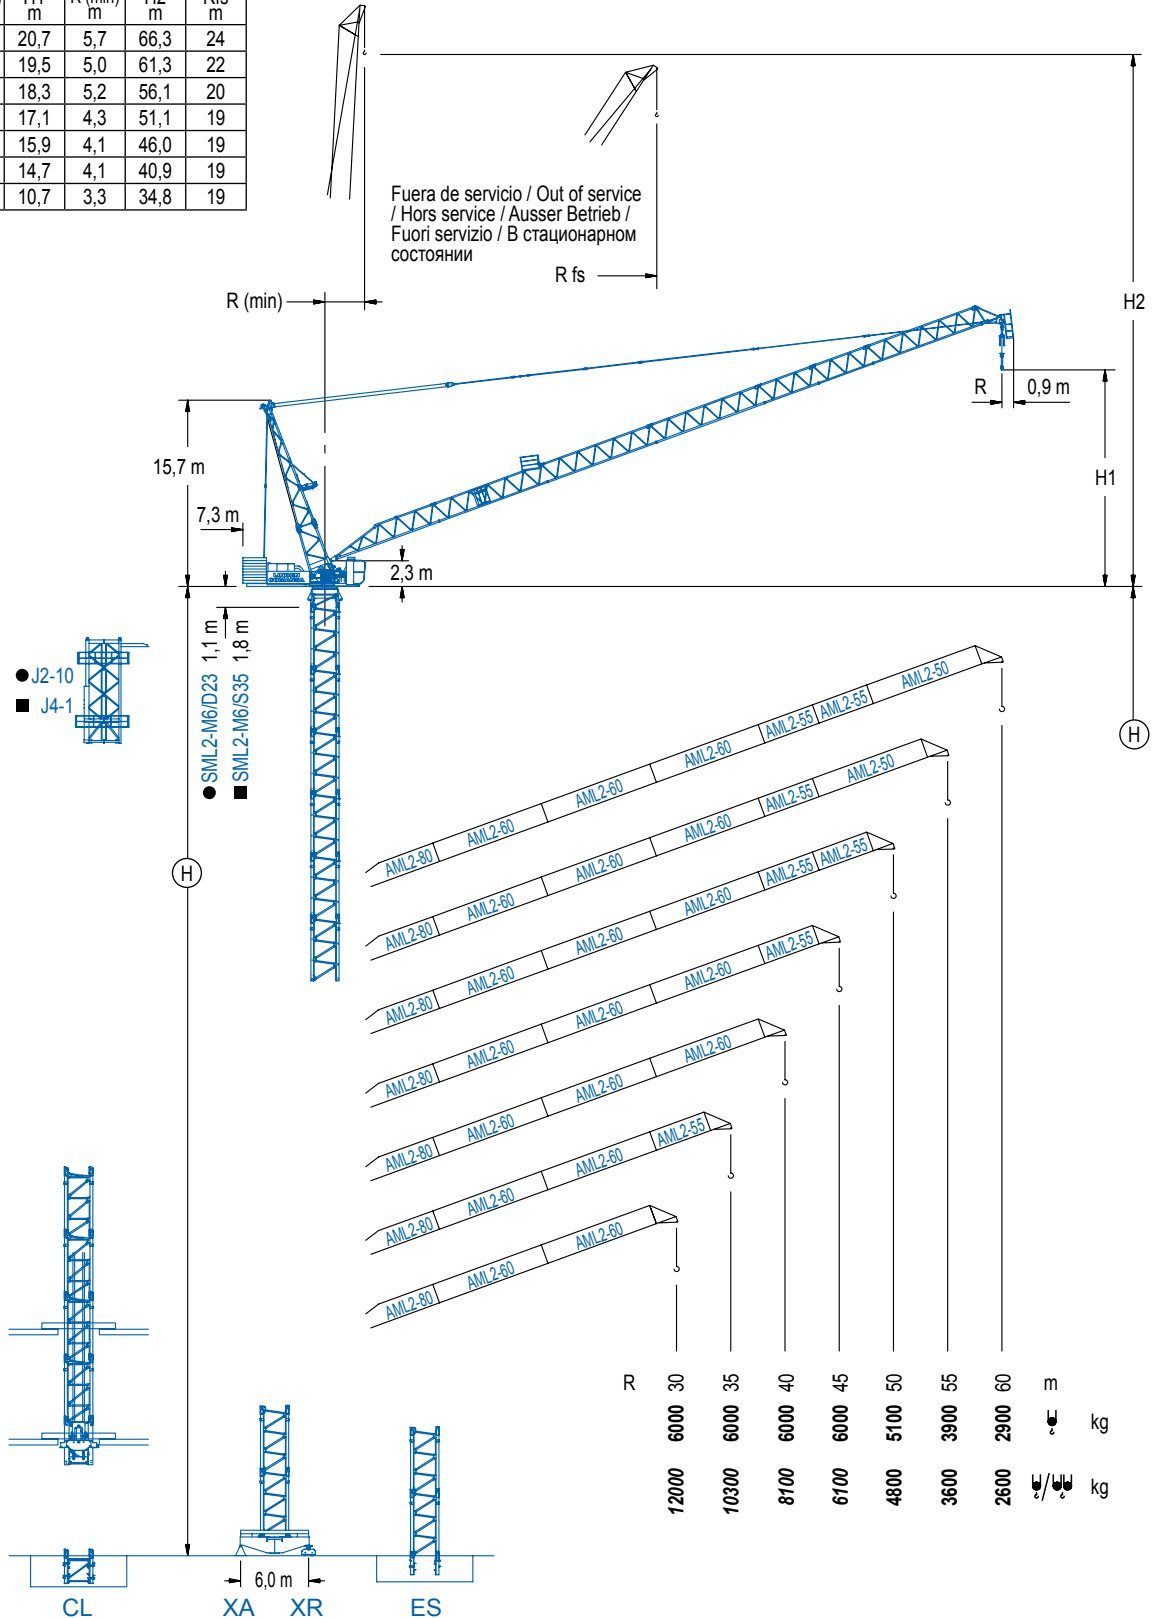 H1 R (min) H2 Rfs
m m m m
20,7 5,7 66,3 24
19,5 5,0 61,3 22
18,3 5,2 56,1 20
17,1 4,3 51,1 19
15,9 4,1 46,0 19
14,7 4,1 40,9 19
10,7 3,3 34,8 19
Fuera de servicio / Out of service
/ Hors service / Ausser Betrieb /
Fuori servizio / В стационарном
состоянии
R fs
R (min)
H2
R 0,9 m
15,7 m
H1
7,3 m
2,3 m
LINDEN
COMANSA
● J2-10
■ J4-1
● SML2-M6/D23 1,1 m
■ SML2-M6/S35 1,8 m
H
H
AML2-80 AML2-60 AML2-60 AML2-60 AML2-55 AML2-55 AML2-50
AML2-80 AML2-60 AML2-60 AML2-60 AML2-55 AML2-50
AML2-80 AML2-60 AML2-60 AML2-60 AML2-55 AML2-55
AML2-80 AML2-60 AML2-60 AML2-60 AML2-55
AML2-80 AML2-60 AML2-60 AML2-60
AML2-80 AML2-60 AML2-60 AML2-55
AML2-80 AML2-60 AML2-60
R 30 35 40 45 50 55 60 m
6000 6000 6000 6000 5100 3900 2900 kg
12000 10300 8100 6100 4800 3600 2600 / kg
6,0 m
CL XA XR ES